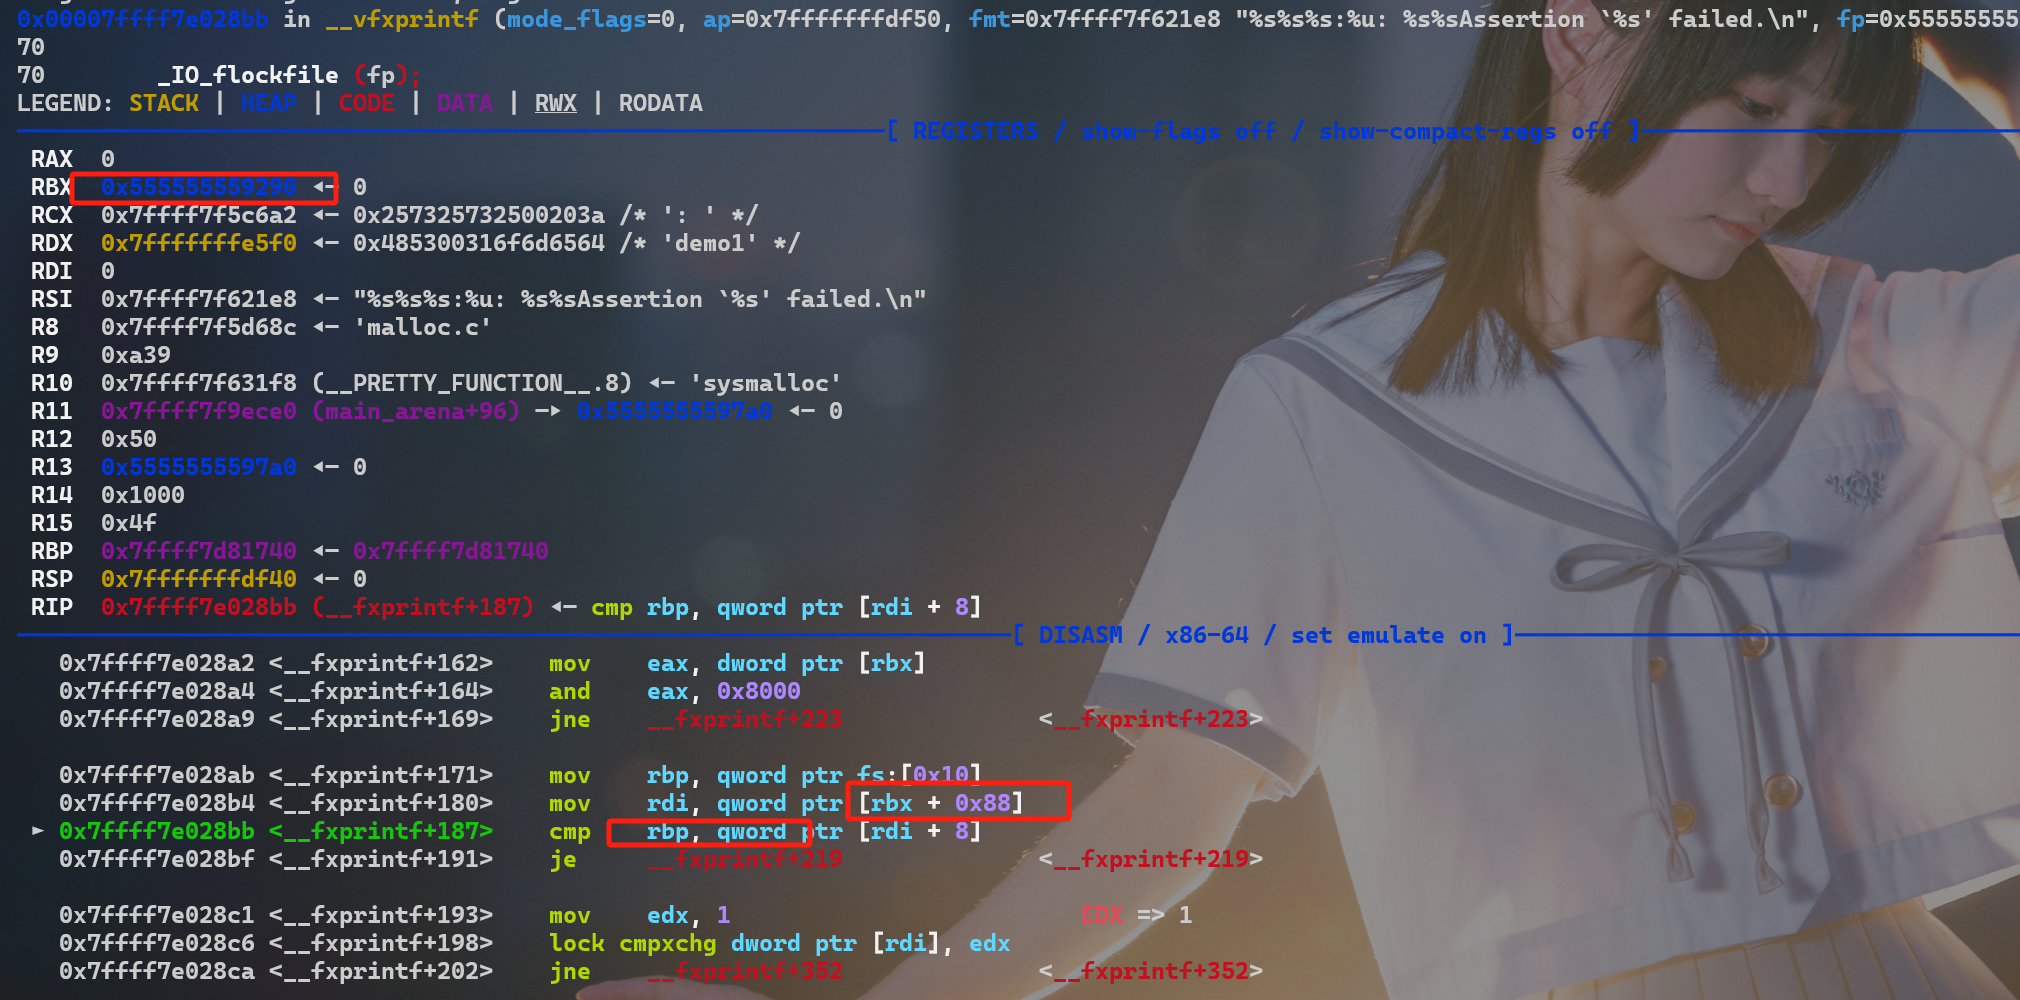 0x00007ffff7e028bb in __vfxprintf (mode_flags=0, ap=0x7fffffffdf50, fmt=0x7ffff7f621e8 "%s%s%s:%u: %s%sAssertion `%s' failed.\n", fp=0x55555555
70
70        _IO_flockfile (fp);
LEGEND: STACK | HEAP | CODE | DATA | RWX | RODATA
[ REGISTERS / show-flags off / show-compact-regs off ]
RAX  0
RBX  0x555555559290 ◂— 0
RCX  0x7ffff7f5c6a2 ◂— 0x257325732500203a /* ': ' */
RDX  0x7fffffffe5f0 ◂— 0x485300316f6d6564 /* 'demo1' */
RDI  0
RSI  0x7ffff7f621e8 ◂— "%s%s%s:%u: %s%sAssertion `%s' failed.\n"
R8   0x7ffff7f5d68c ◂— 'malloc.c'
R9   0xa39
R10  0x7ffff7f631f8 (__PRETTY_FUNCTION__.8) ◂— 'sysmalloc'
R11  0x7ffff7f9ece0 (main_arena+96) —▸ 0x5555555597a0 ◂— 0
R12  0x50
R13  0x5555555597a0 ◂— 0
R14  0x1000
R15  0x4f
RBP  0x7ffff7d81740 ◂— 0x7ffff7d81740
RSP  0x7fffffffdf40 ◂— 0
RIP  0x7ffff7e028bb (__fxprintf+187) ◂— cmp rbp, qword ptr [rdi + 8]
[ DISASM / x86-64 / set emulate on ]
0x7ffff7e028a2 <__fxprintf+162>    mov    eax, dword ptr [rbx]
0x7ffff7e028a4 <__fxprintf+164>    and    eax, 0x8000
0x7ffff7e028a9 <__fxprintf+169>    jne    __fxprintf+223              <__fxprintf+223>
0x7ffff7e028ab <__fxprintf+171>    mov    rbp, qword ptr fs:[0x10]
0x7ffff7e028b4 <__fxprintf+180>    mov    rdi, qword ptr [rbx + 0x88]
► 0x7ffff7e028bb <__fxprintf+187>    cmp    rbp, qword ptr [rdi + 8]
0x7ffff7e028bf <__fxprintf+191>    je     __fxprintf+219              <__fxprintf+219>
0x7ffff7e028c1 <__fxprintf+193>    mov    edx, 1                         EDX => 1
0x7ffff7e028c6 <__fxprintf+198>    lock cmpxchg dword ptr [rdi], edx
0x7ffff7e028ca <__fxprintf+202>    jne    __fxprintf+352              <__fxprintf+352>